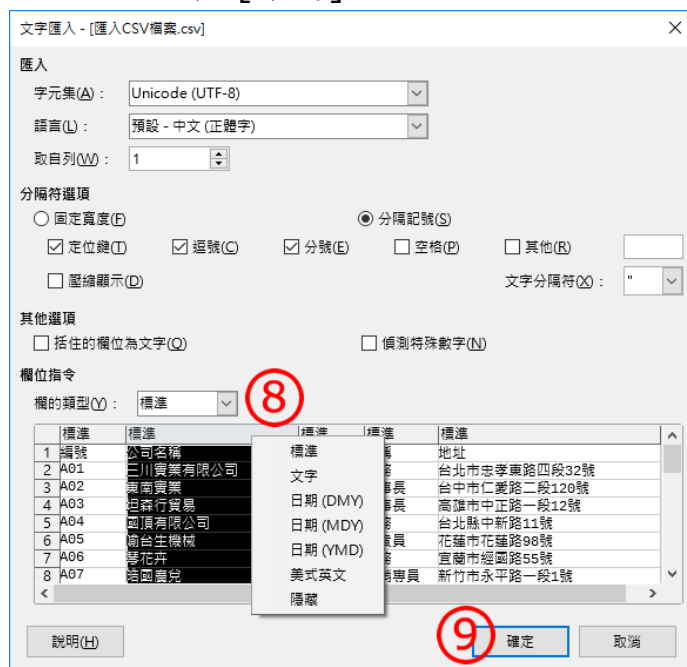 文字匯入 - [匯入CSV檔案.csv]
匯入
字元集(A)： Unicode (UTF-8)
語言(L)： 預設 - 中文 (正體字)
取自列(W)： 1
分隔符選項
固定寬度(F) 分隔記號(S)
定位鍵(T) 逗號(C) 分號(E) 空格(P) 其他(R)
壓縮顯示(D) 文字分隔符(X)： "
其他選項
括住的欄位為文字(Q) 偵測特殊數字(N)
欄位指令
欄的類型(Y)： 標準 ⑧
標準 標準 標準 標準 標準
1 編號 公司名稱 地址
2 A01 三川實業有限公司 台北市忠孝東路四段32號
3 A02 東南實業 長 台中市仁愛路二段120號
4 A03 坦森行貿易 長 高雄市中正路一段12號
5 A04 國頂有限公司 台北縣中新路11號
6 A05 喻台生機械 員 花蓮市花蓮路98號
7 A06 琴花卉 宜蘭市經國路55號
8 A07 皓國廣兌 專員 新竹市永平路一段1號
標準
文字
日期 (DMY)
日期 (MDY)
日期 (YMD)
美式英文
隱藏
說明(H) ⑨ 確定 取消